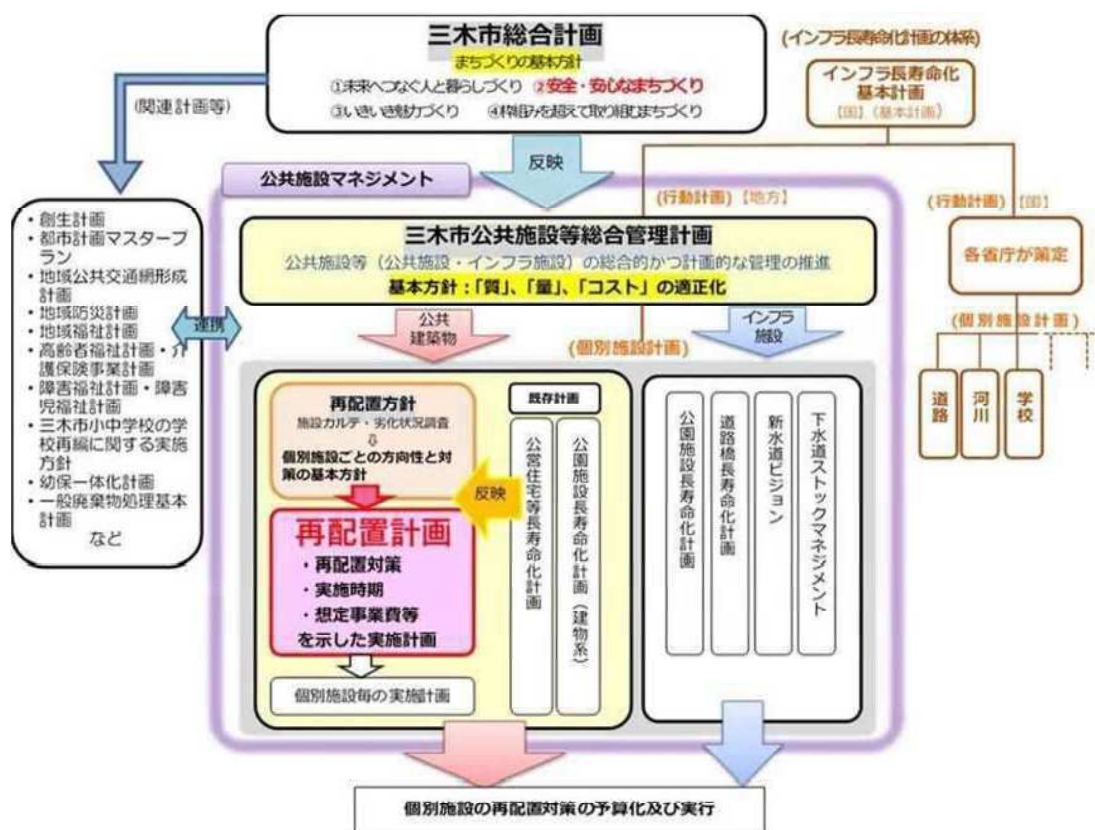 三木市総合計画
まちづくりの基本方針
①未来へつなぐ人と暮らしづくり ②安全・安心なまちづくり
③いきいき魅力づくり ④枠組みを超えて取り組むまちづくり
(関連計画等)
反映
(インフラ長寿命化計画の体系)
インフラ長寿命化
基本計画
【国】(基本計画)
公共施設マネジメント
(行動計画)【地方】
(行動計画)【国】
・創生計画
・都市計画マスタープ
ラン
・地域公共交通網形成
計画
・地域防災計画
・地域福祉計画
・高齢者福祉計画・介
護保険事業計画
・障害福祉計画・障害
児福祉計画
・三木市小中学校の学
校再編に関する実施
方針
・幼保一体化計画
・一般廃棄物処理基本
計画
など
連携
三木市公共施設等総合管理計画
公共施設等(公共施設・インフラ施設)の総合的かつ計画的な管理の推進
基本方針:「質」、「量」、「コスト」の適正化
各省庁が策定
公共
建築物
インフラ
施設
(個別施設計画)
(個別施設計画)
道路
河川
学校
再配置方針
施設カルテ・劣化状況調査
⇩
個別施設ごとの方向性と対
策の基本方針
反映
再配置計画
・再配置対策
・実施時期
・想定事業費等
を示した実施計画
個別施設毎の実施計画
既存計画
公営住宅等長寿命化計画
公園施設長寿命化計画(建物系)
公園施設長寿命化計画
道路橋長寿命化計画
新水道ビジョン
下水道ストックマネジメント
個別施設の再配置対策の予算化及び実行